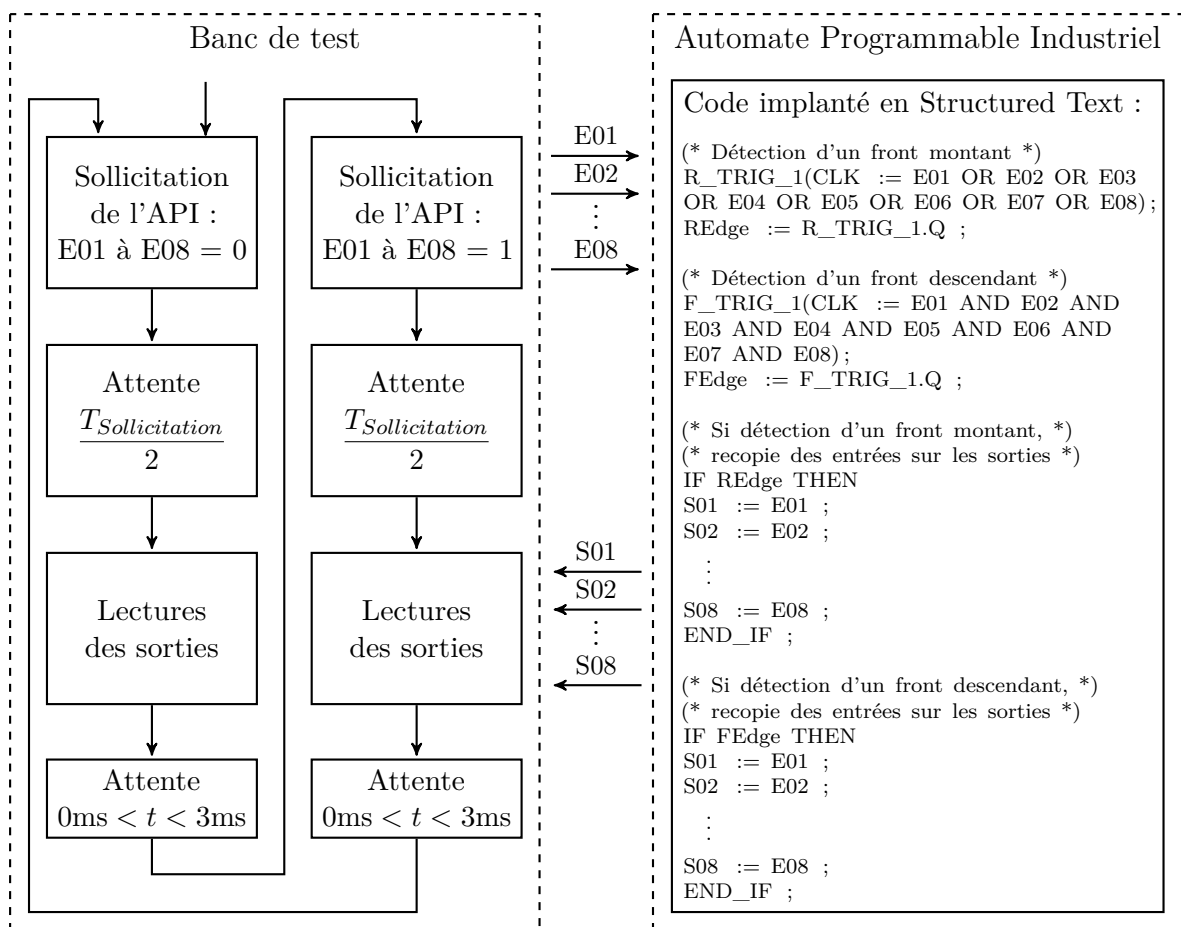 Banc de test
Sollicitation
de l'API :
E01 à E08 = 0
Attente
T_Sollicitation
2
Lectures
des sorties
Attente
0ms < t < 3ms
Sollicitation
de l'API :
E01 à E08 = 1
Attente
T_Sollicitation
2
Lectures
des sorties
Attente
0ms < t < 3ms
E01
E02
⋮
E08
S01
S02
⋮
S08
Automate Programmable Industriel
Code implanté en Structured Text :
(* Détection d'un front montant *)
R_TRIG_1(CLK := E01 OR E02 OR E03
OR E04 OR E05 OR E06 OR E07 OR E08) ;
REdge := R_TRIG_1.Q ;
(* Détection d'un front descendant *)
F_TRIG_1(CLK := E01 AND E02 AND
E03 AND E04 AND E05 AND E06 AND
E07 AND E08) ;
FEdge := F_TRIG_1.Q ;
(* Si détection d'un front montant, *)
(* recopie des entrées sur les sorties *)
IF REdge THEN
S01 := E01 ;
S02 := E02 ;
⋮
S08 := E08 ;
END_IF ;
(* Si détection d'un front descendant, *)
(* recopie des entrées sur les sorties *)
IF FEdge THEN
S01 := E01 ;
S02 := E02 ;
⋮
S08 := E08 ;
END_IF ;